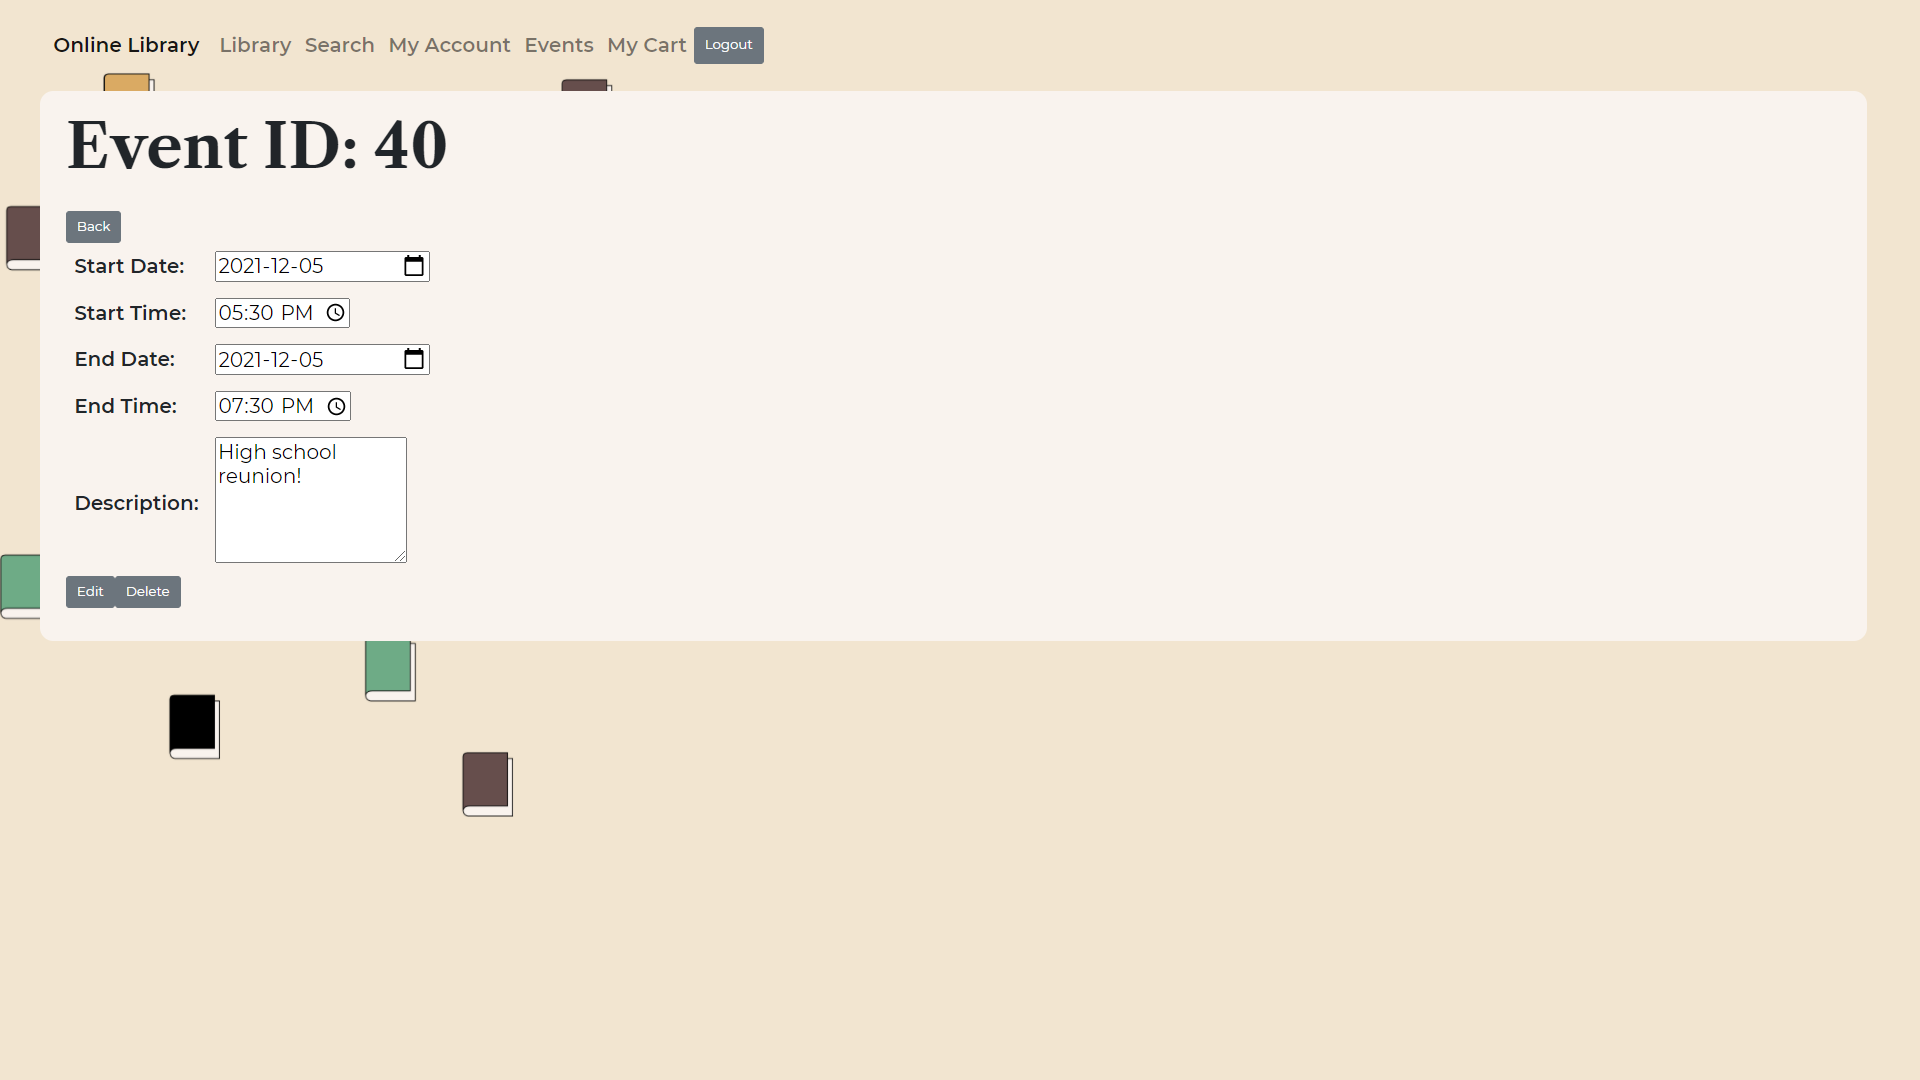 Online Library Library Search My Account Events My Cart Logout
Event ID: 40
Back
Start Date: 2021-12-05
Start Time: 05:30 PM
End Date: 2021-12-05
End Time: 07:30 PM
Description: High school
reunion!
Edit Delete